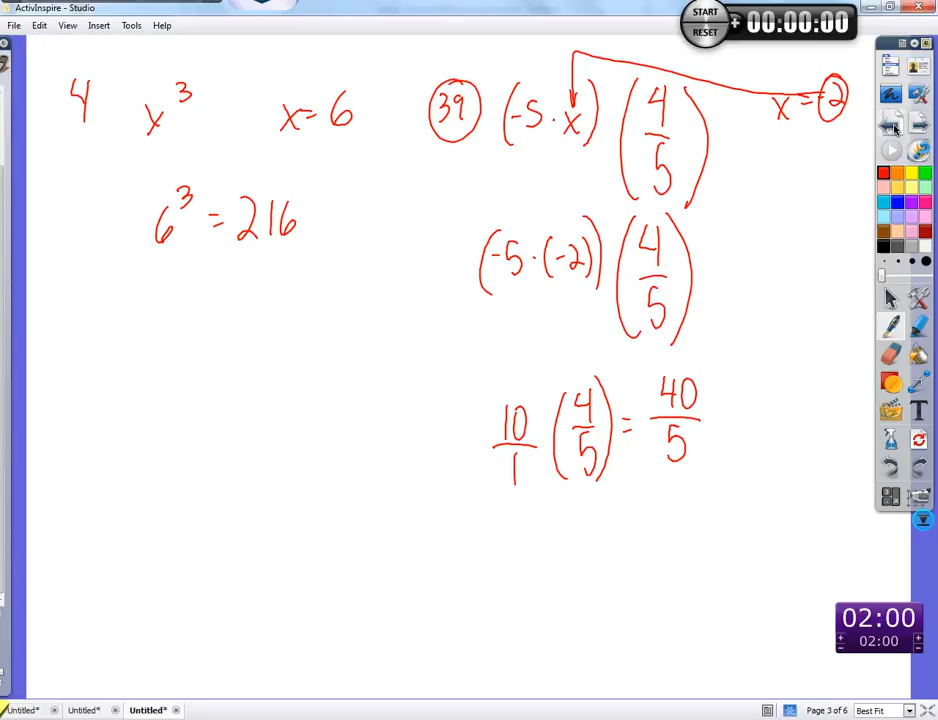 ActivInspire - Studio
File Edit View Insert Tools Help
START
RESET
00:00:00
4 x³ x = 6
6³ = 216
39 (-5 · x) (4/5) x = -2
(-5 · (-2)) (4/5)
10/1 (4/5) = 40/5
T
02:00
02:00
Untitled* Untitled* Untitled* Page 3 of 6 Best Fit